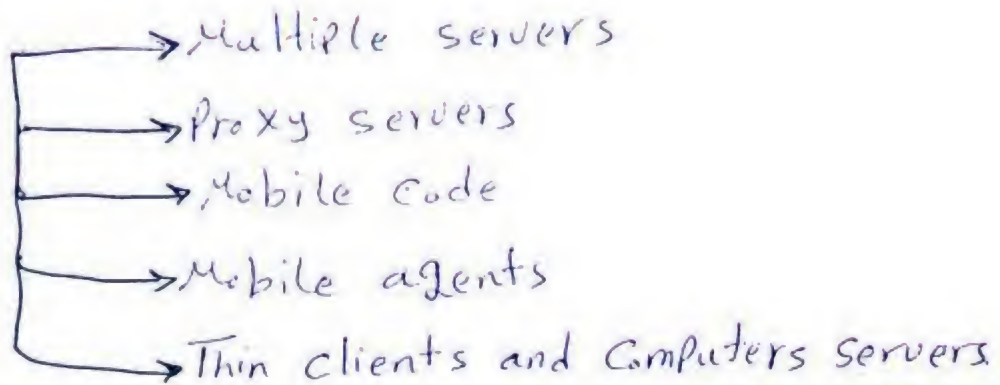 Multiple servers
Proxy servers
Mobile code
Mobile agents
Thin clients and Computers servers